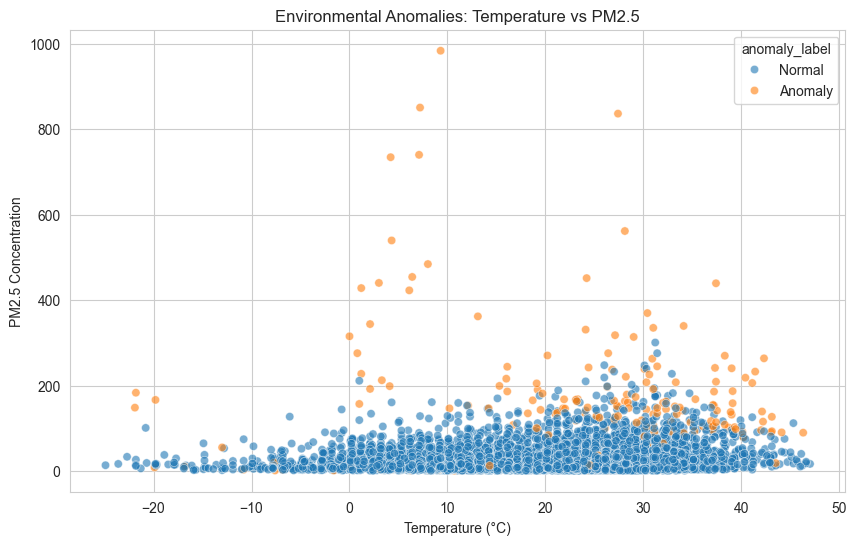 Environmental Anomalies: Temperature vs PM2.5
1000
800
600
400
200
0
PM2.5 Concentration
anomaly_label
Normal
Anomaly
−20
−10
0
10
20
30
40
50
Temperature (°C)